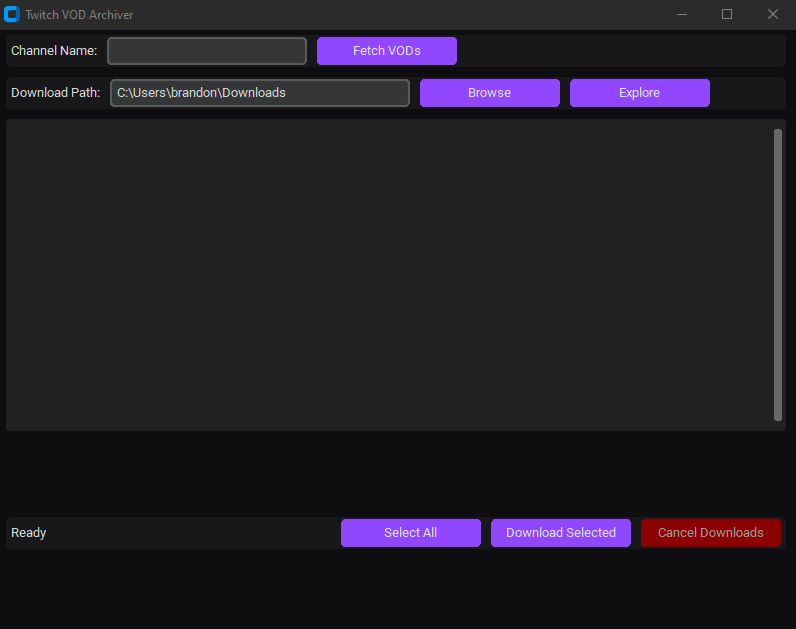 Twitch VOD Archiver
Channel Name: Fetch VODs
Download Path: C:\Users\brandon\Downloads Browse Explore
Ready Select All Download Selected Cancel Downloads